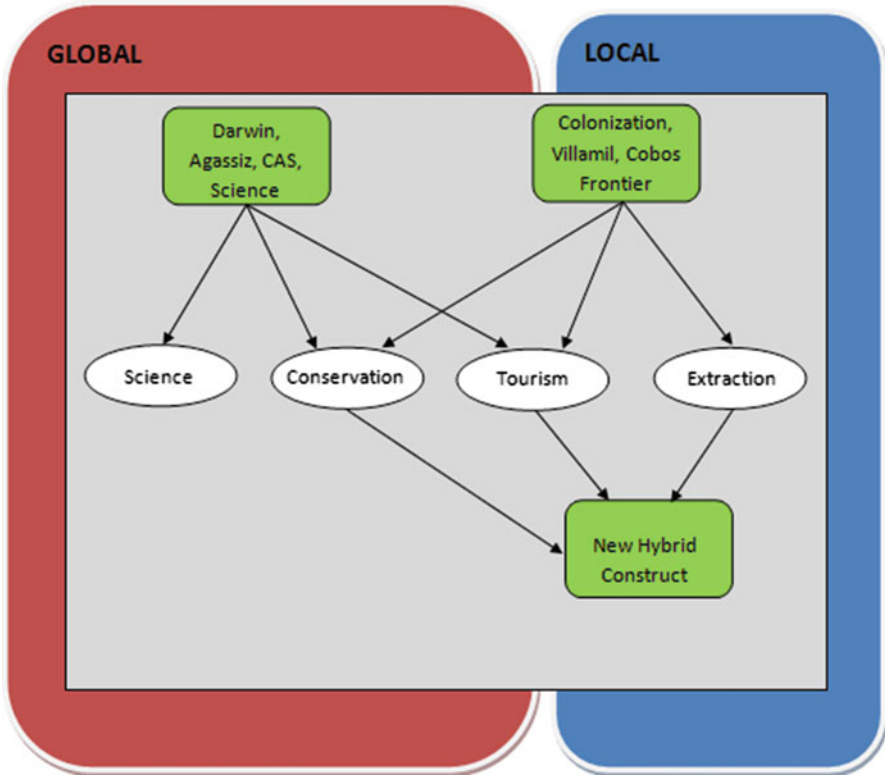 GLOBAL
LOCAL
Darwin,
Agassiz, CAS,
Science
Colonization,
Villamil, Cobos
Frontier
Science
Conservation
Tourism
Extraction
New Hybrid
Construct